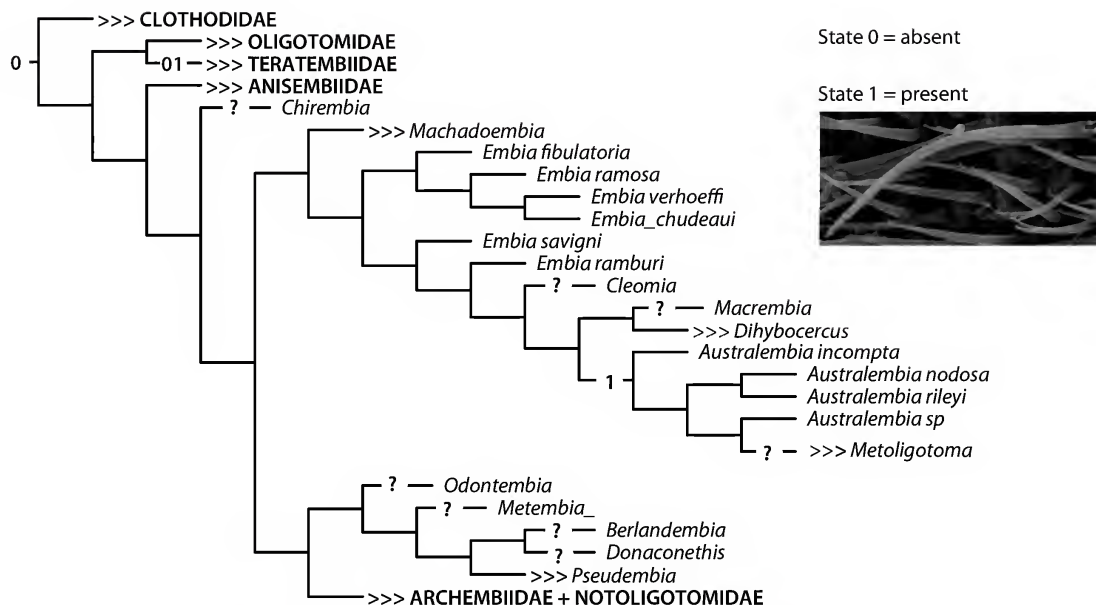 >>> CLOTHODIDAE
State 0 = absent
>>> OLIGOTOMIDAE
0
01 >>> TERATEMBIIDAE
>>> ANISEMBIIDAE
State 1 = present
? Chirembia
>>> Machadoembia
Embia fibulatoria
Embia ramosa
Embia verhoeffi
Embia_chudeaui
Embia savigni
Embia ramburi
? Cleomia
? Macrembia
>>> Dihybocercus
Australembia incompta
1
Australembia nodosa
Australembia rileyi
Australembia sp
? >>> Metoligotoma
? Odontembia
? Metembia_
? Berlandembia
? Donaconethis
>>> Pseudembia
>>> ARCHEMBIIDAE + NOTOLIGOTOMIDAE